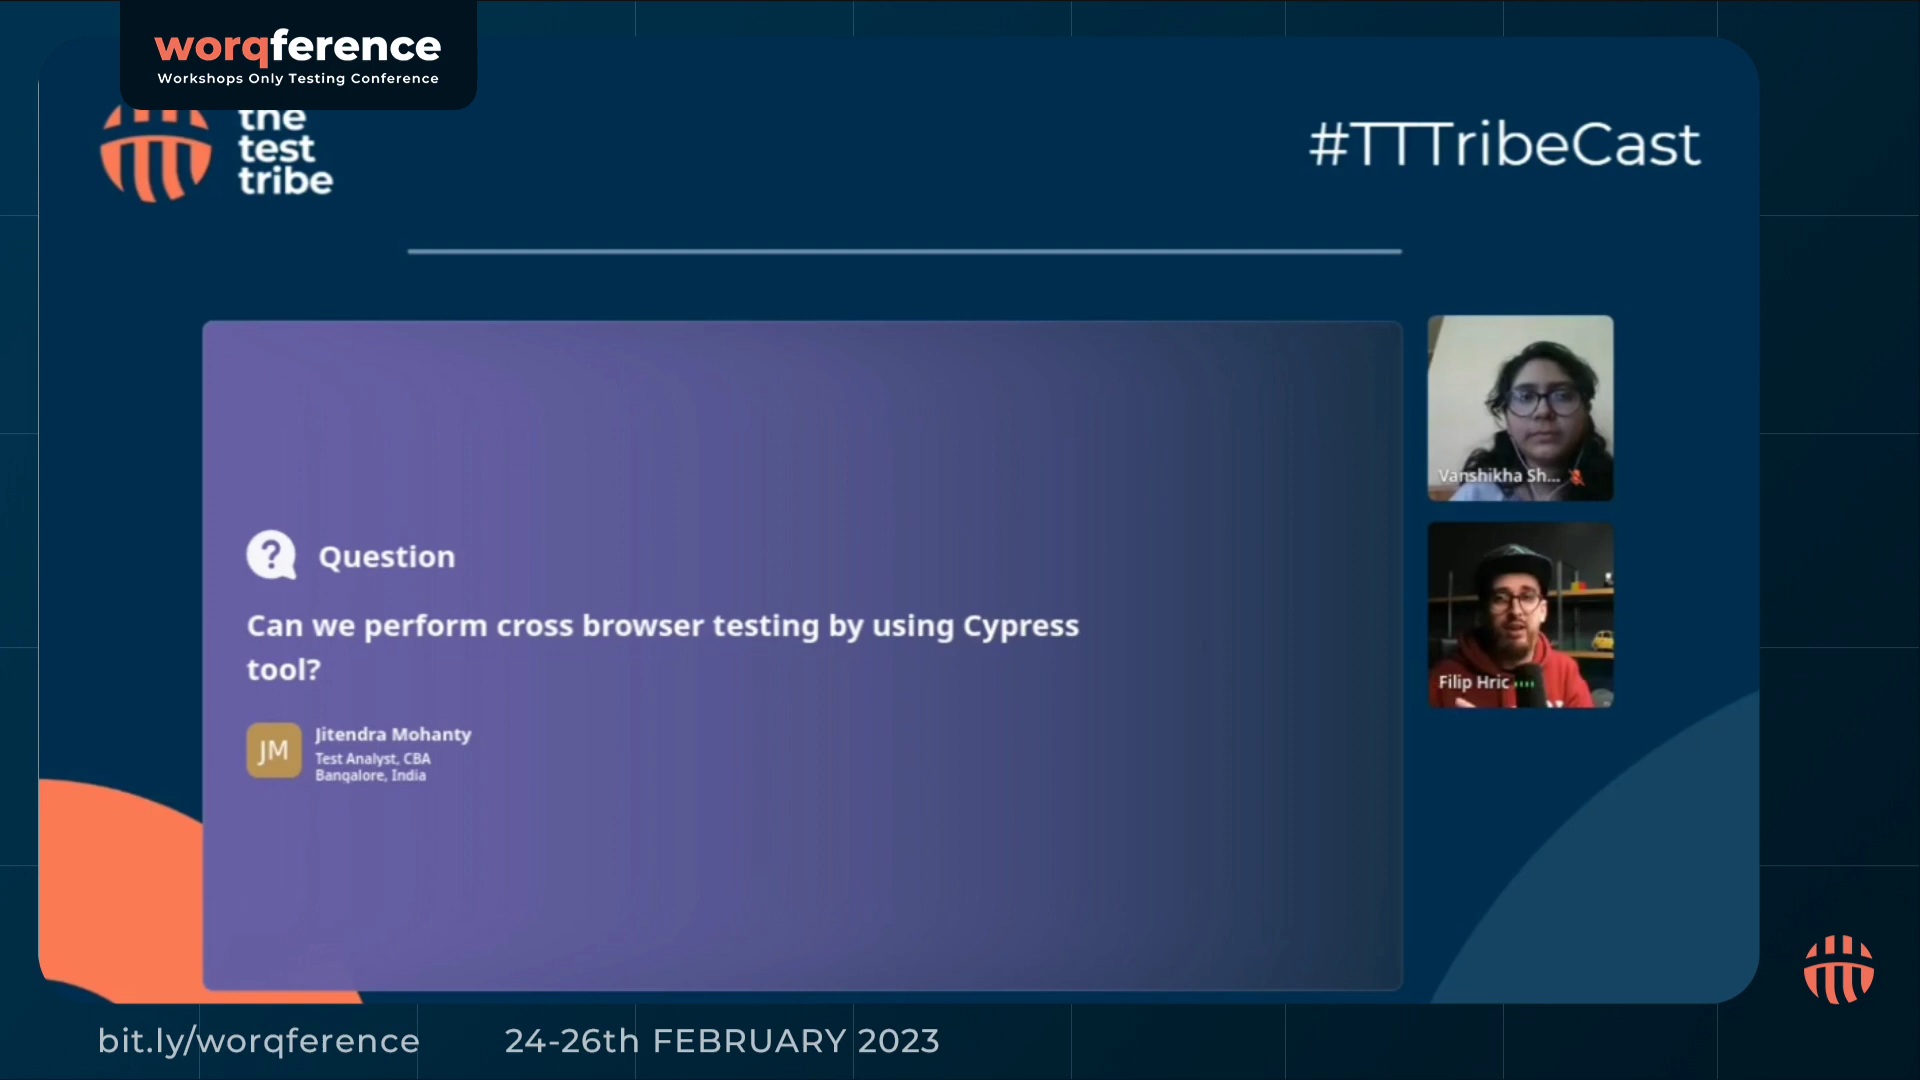 worqference
Workshops Only Testing Conference
the
test
tribe
#TTTribeCast
Question
Can we perform cross browser testing by using Cypress
tool?
JM
Jitendra Mohanty
Test Analyst, CBA
Bangalore, India
Vanshikha Sh...
Filip Hric
bit.ly/worqference
24-26th FEBRUARY 2023